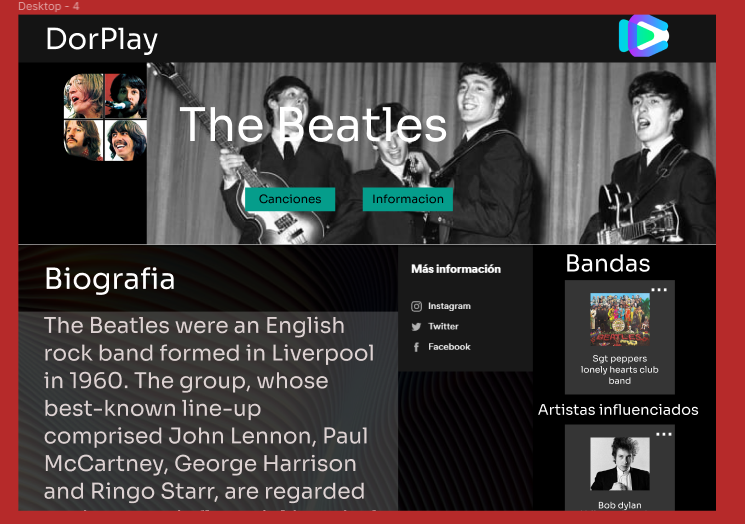 Desktop - 4
DorPlay
The Beatles
Canciones
Informacion
Biografia
The Beatles were an English
rock band formed in Liverpool
in 1960. The group, whose
best-known line-up
comprised John Lennon, Paul
McCartney, George Harrison
and Ringo Starr, are regarded
Más información
Instagram
Twitter
Facebook
Bandas
Sgt peppers
lonely hearts club
band
Artistas influenciados
Bob dylan